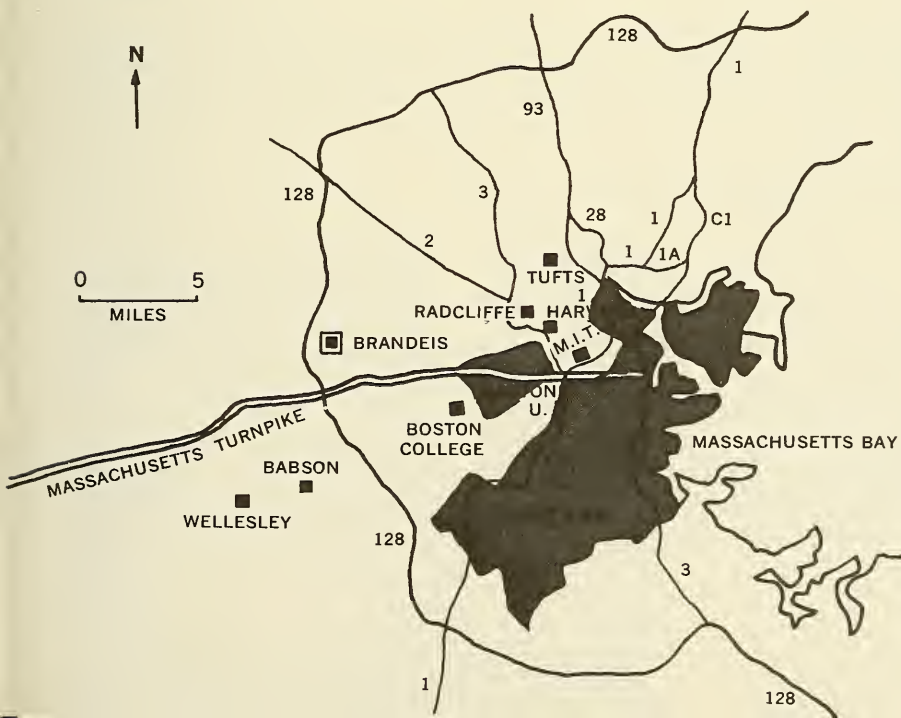 128
N
1
93
128
3
28
1
C1
2
1
1A
0 5
MILES
TUFTS
1
RADCLIFFE
M.I.T.
BRANDEIS
U.
BOSTON
COLLEGE
MASSACHUSETTS TURNPIKE
MASSACHUSETTS BAY
BABSON
WELLESLEY
128
3
1
128